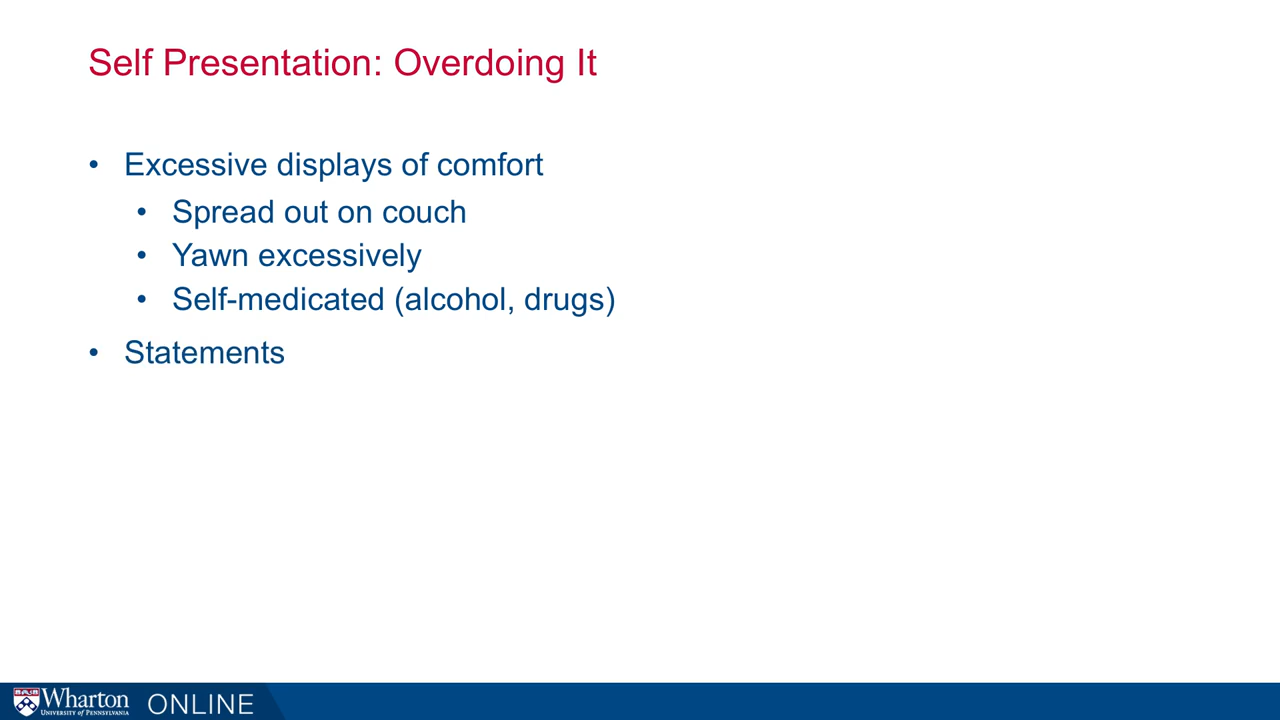 Self Presentation: Overdoing It
• Excessive displays of comfort
• Spread out on couch
• Yawn excessively
• Self-medicated (alcohol, drugs)
• Statements
Wharton ONLINE
UNIVERSITY OF PENNSYLVANIA